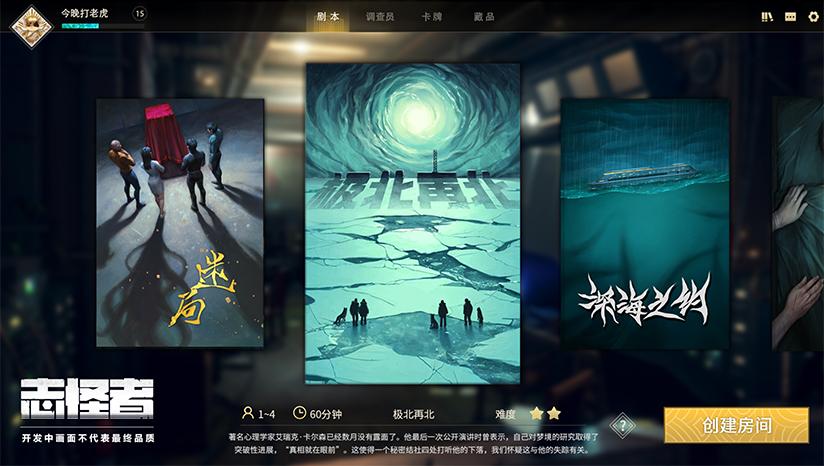 今晚打老虎
15
剧本
调查员
卡牌
藏品
迷局
极北再北
深海之纳
志怪者
开发中画面不代表最终品质
1~4
60分钟
极北再北
难度
?
创建房间
著名心理学家艾瑞克·卡尔森已经数月没有露面了。他最后一次公开演讲时曾表示，自己对梦境的研究取得了
突破性进展，“真相就在眼前”。这使得一个秘密结社四处打听他的下落，我们怀疑这与他的失踪有关。